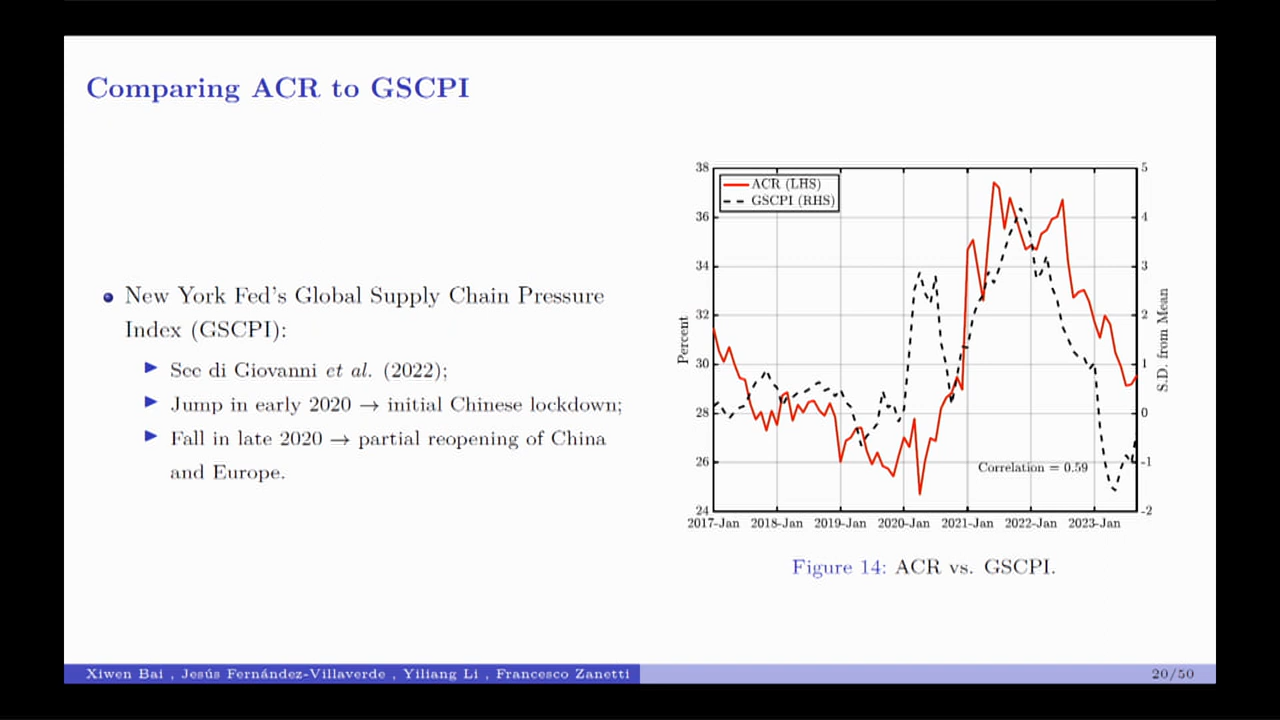 Comparing ACR to GSCPI
New York Fed's Global Supply Chain Pressure
Index (GSCPI):
See di Giovanni et al. (2022);
Jump in early 2020 → initial Chinese lockdown;
Fall in late 2020 → partial reopening of China
and Europe.
ACR (LHS)
GSCPI (RHS)
Percent
38
36
34
32
30
28
26
24
5
4
3
2
1
0
-1
-2
S.D. from Mean
Correlation = 0.59
2017-Jan 2018-Jan 2019-Jan 2020-Jan 2021-Jan 2022-Jan 2023-Jan
Figure 14: ACR vs. GSCPI.
Xiwen Bai , Jesús Fernández-Villaverde , Yiliang Li , Francesco Zanetti
20/50